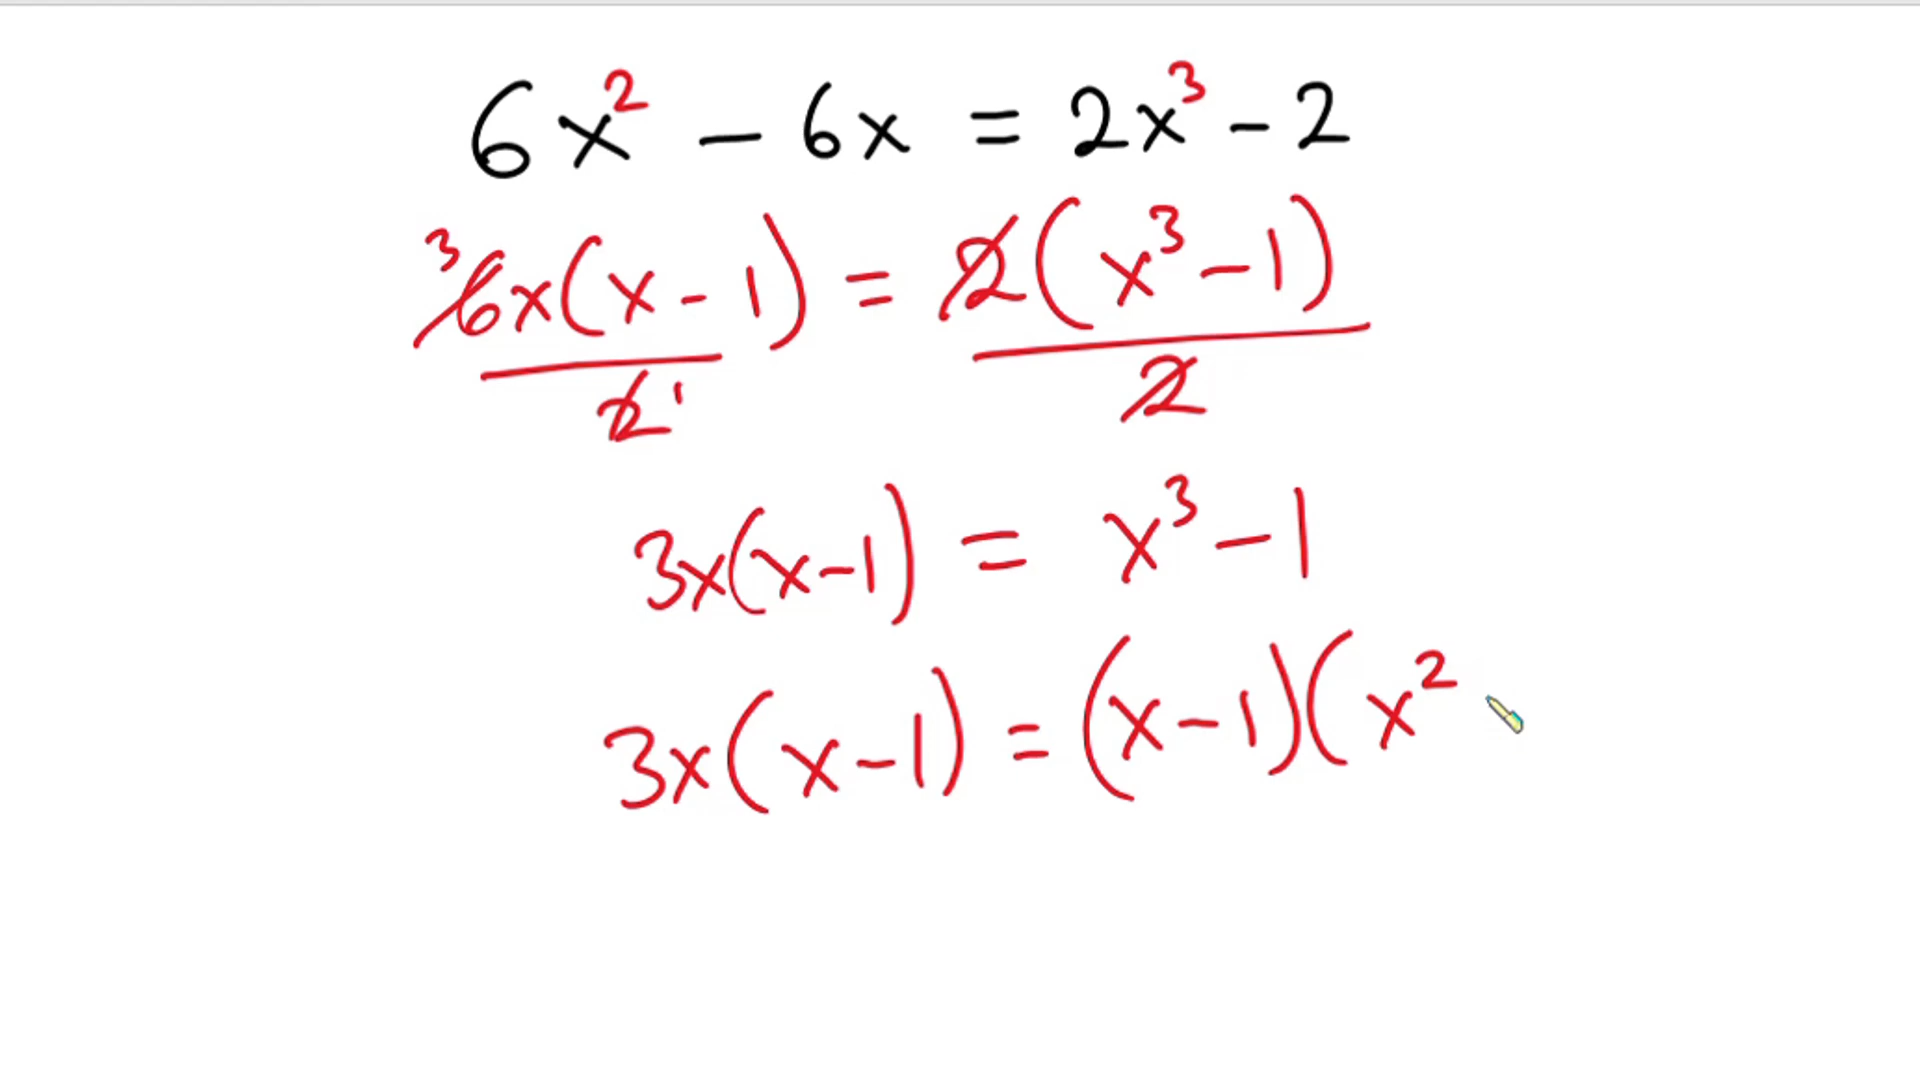 6x² - 6x = 2x³ - 2
³6x(x - 1) = 2(x³ - 1)
2¹ 2
3x(x-1) = x³ - 1
3x(x-1) = (x-1)(x²